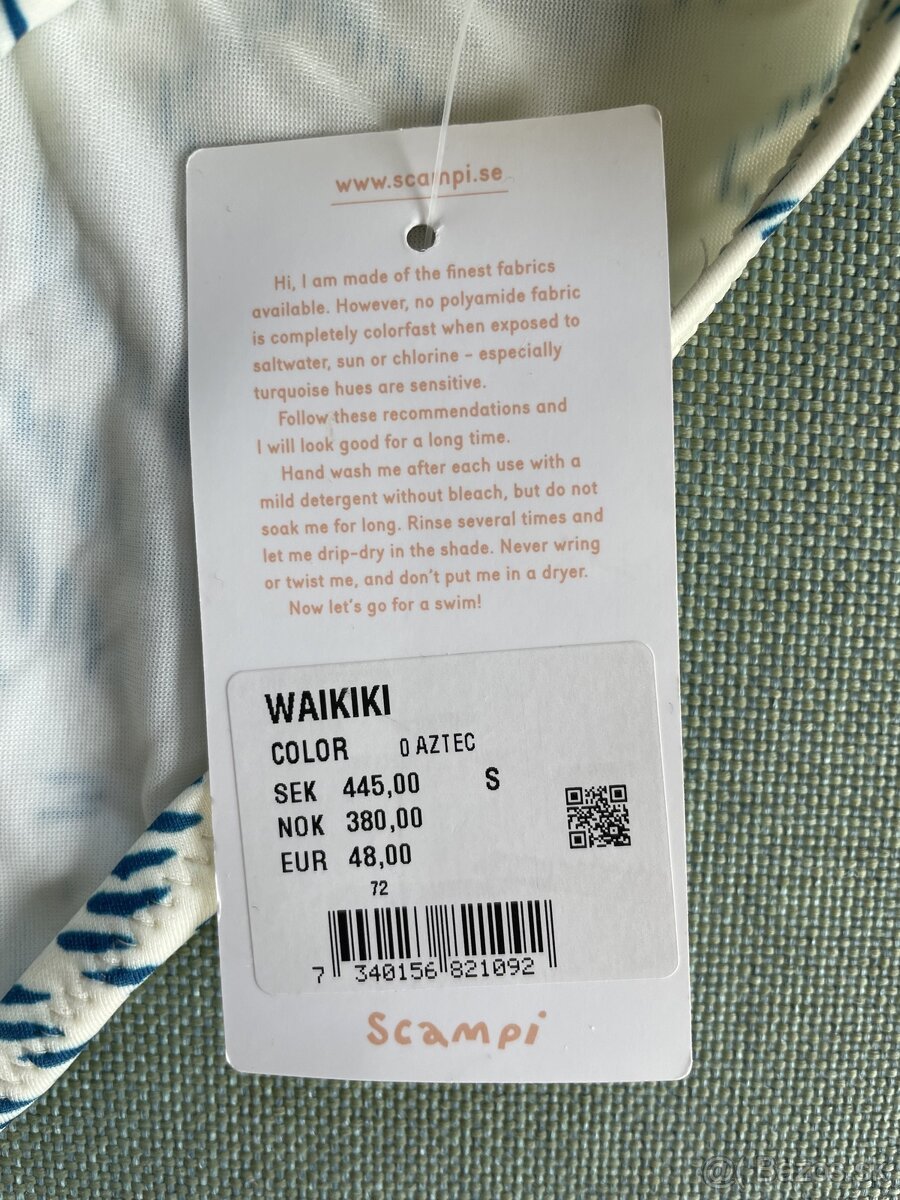 www.scampi.se
Hi, I am made of the finest fabrics
available. However, no polyamide fabric
is completely colorfast when exposed to
saltwater, sun or chlorine – especially
turquoise hues are sensitive.
Follow these recommendations and
I will look good for a long time.
Hand wash me after each use with a
mild detergent without bleach, but do not
soak me for long. Rinse several times and
let me drip-dry in the shade. Never wring
or twist me, and don't put me in a dryer.
Now let's go for a swim!
WAIKIKI
COLOR 0 AZTEC
SEK 445,00 S
NOK 380,00
EUR 48,00
72
7 340156 821092
Scampi
@ Bazos.sk